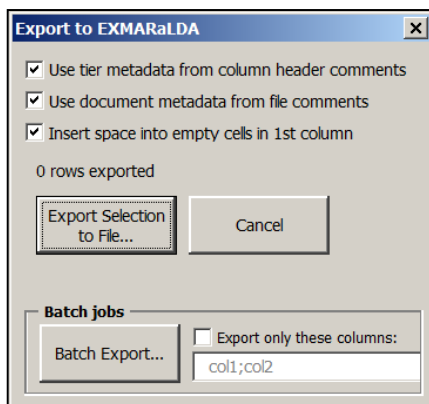 Export to EXMARaLDA
Use tier metadata from column header comments
Use document metadata from file comments
Insert space into empty cells in 1st column
0 rows exported
Export Selection
to File...
Cancel
Batch jobs
Batch Export...
Export only these columns:
col1;col2